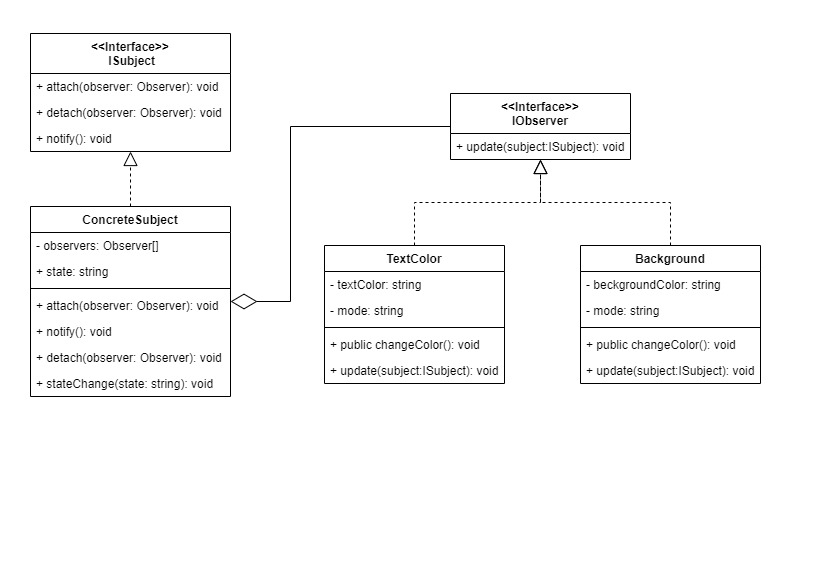 <<Interface>>
ISubject
+ attach(observer: Observer): void
+ detach(observer: Observer): void
+ notify(): void
<<Interface>>
IObserver
+ update(subject:ISubject): void
ConcreteSubject
- observers: Observer[]
+ state: string
+ attach(observer: Observer): void
+ notify(): void
+ detach(observer: Observer): void
+ stateChange(state: string): void
TextColor
- textColor: string
- mode: string
+ public changeColor(): void
+ update(subject:ISubject): void
Background
- beckgroundColor: string
- mode: string
+ public changeColor(): void
+ update(subject:ISubject): void